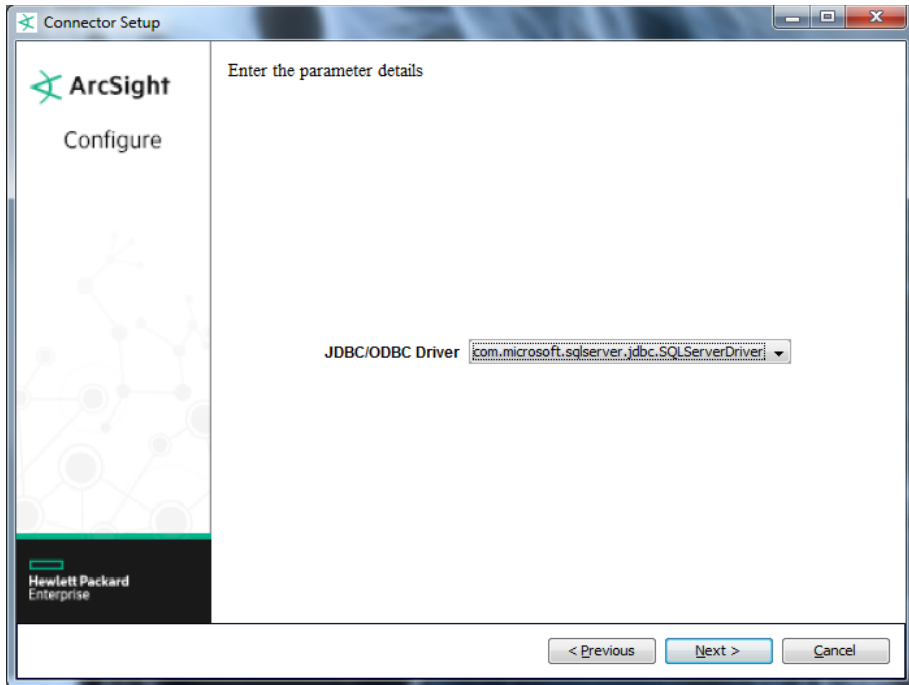 Connector Setup
ArcSight
Configure
Enter the parameter details
JDBC/ODBC Driver com.microsoft.sqlserver.jdbc.SQLServerDriver
Hewlett Packard
Enterprise
< Previous Next > Cancel